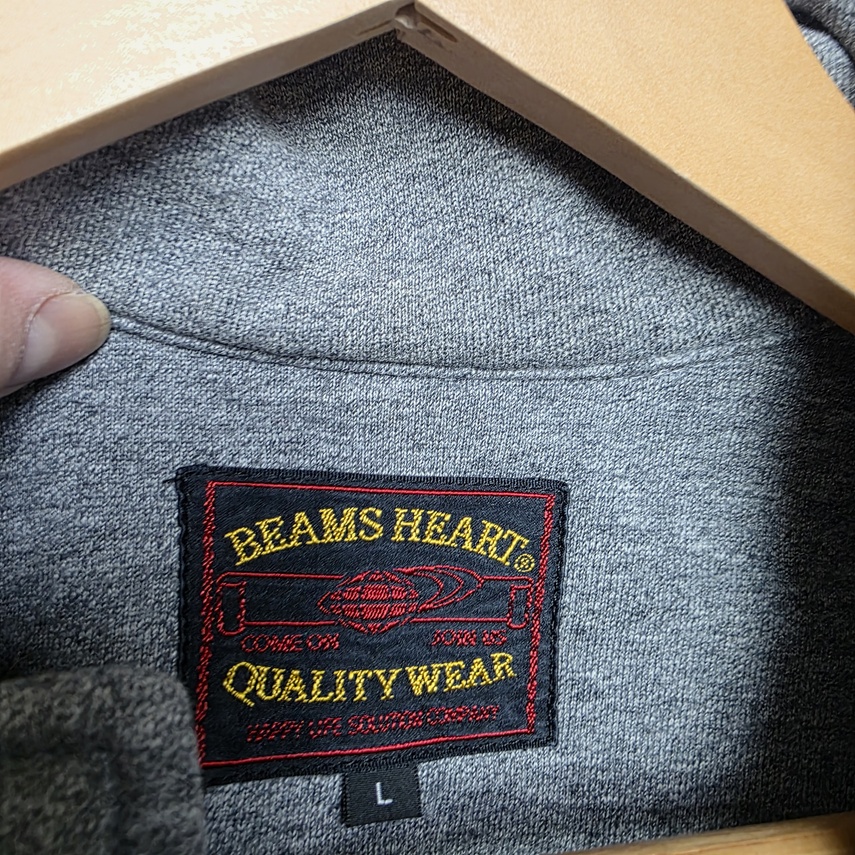 BEAMS HEART®
COME ON JOIN US
QUALITY WEAR
HAPPY LIFE SOLUTION COMPANY
L